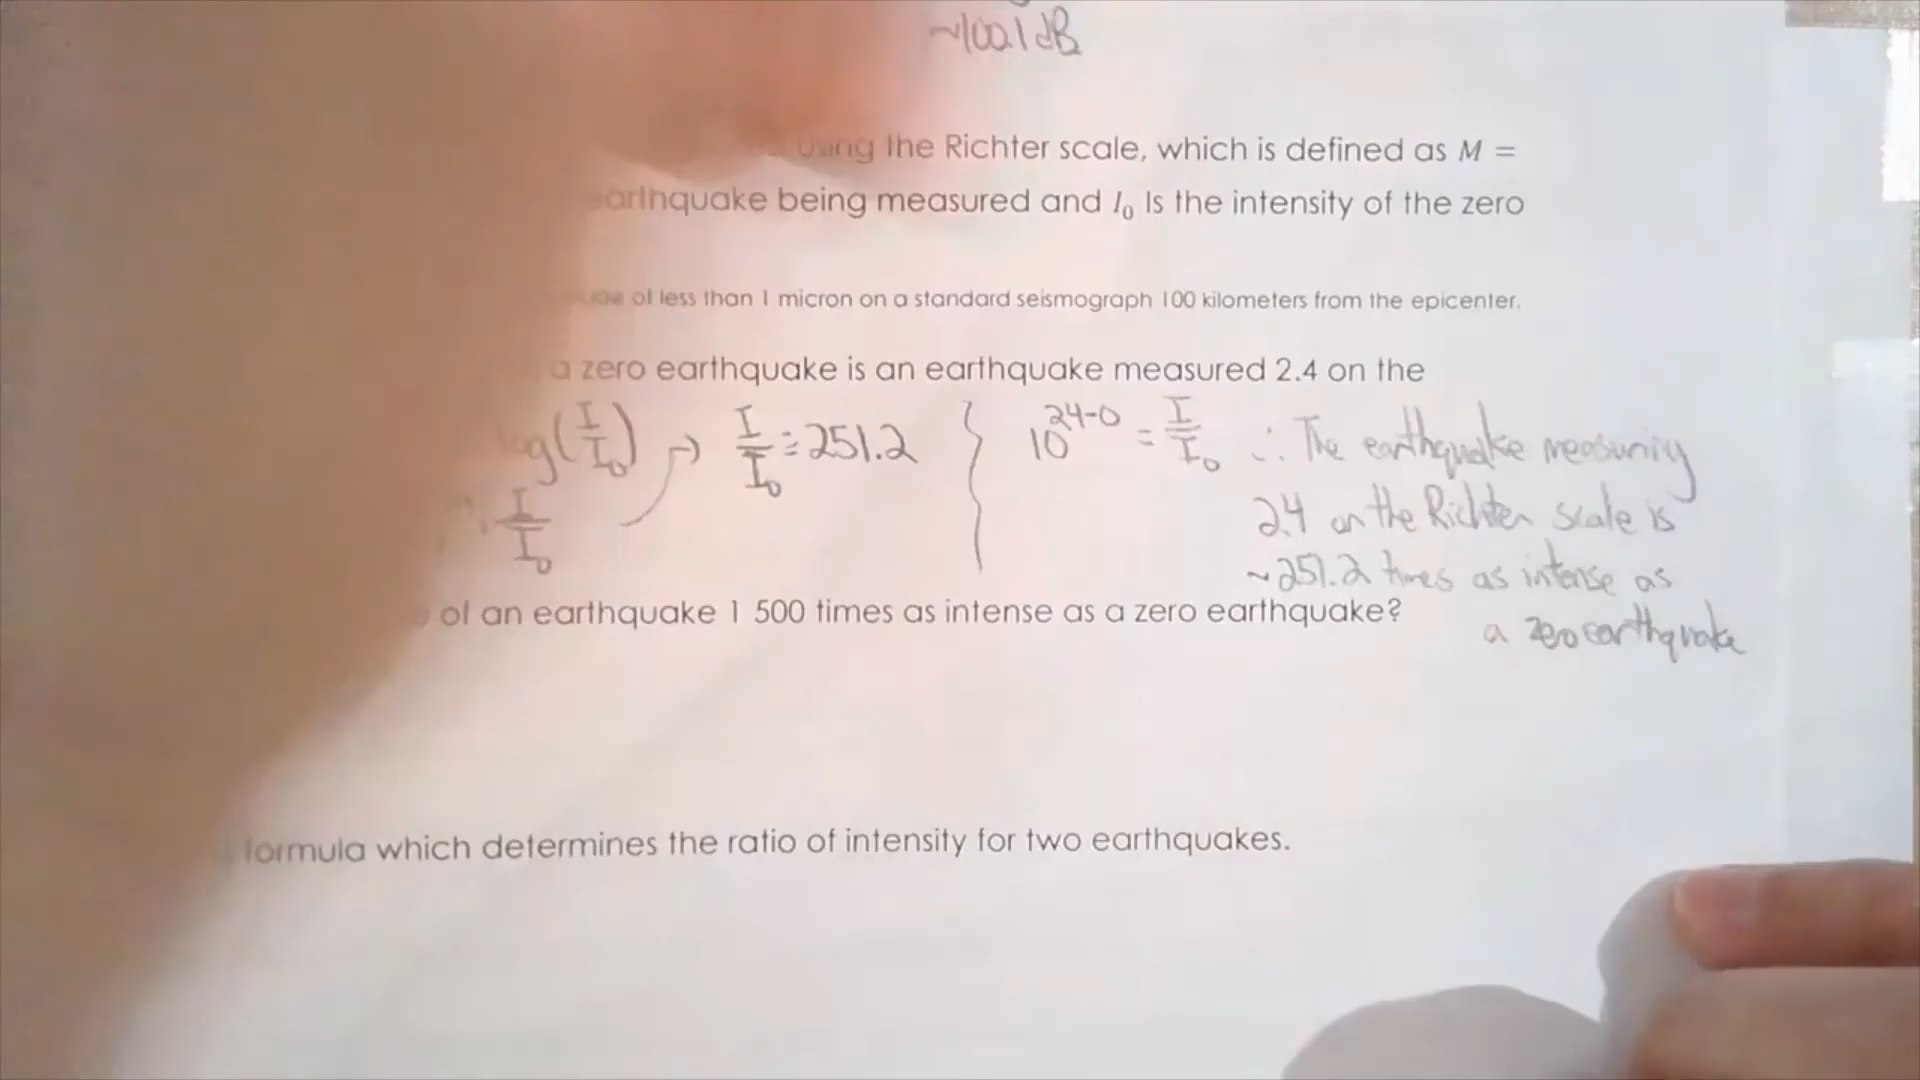 ~100.1 dB
using the Richter scale, which is defined as M =
earthquake being measured and I₀ Is the intensity of the zero
of less than 1 micron on a standard seismograph 100 kilometers from the epicenter.
a zero earthquake is an earthquake measured 2.4 on the
log(I/I₀) → I/I₀ = 251.2
I/I₀
10^2.4-0 = I/I₀ ∴ The earthquake measuring
2.4 on the Richter scale is
~251.2 times as intense as
a zero earthquake
of an earthquake 1 500 times as intense as a zero earthquake?
formula which determines the ratio of intensity for two earthquakes.